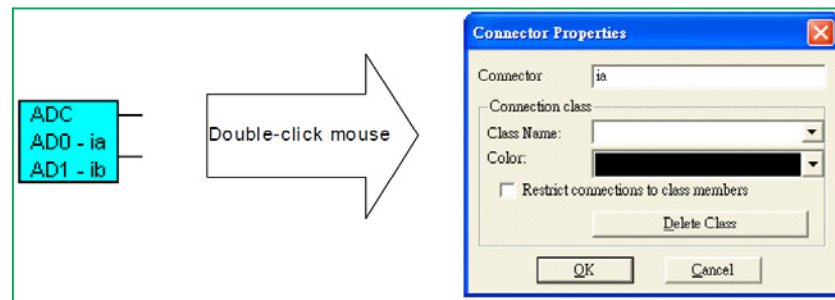 ADC
AD0 - ia
AD1 - ib
Double-click mouse
Connector Properties
Connector ia
Connection class
Class Name:
Color:
Restrict connections to class members
Delete Class
OK Cancel